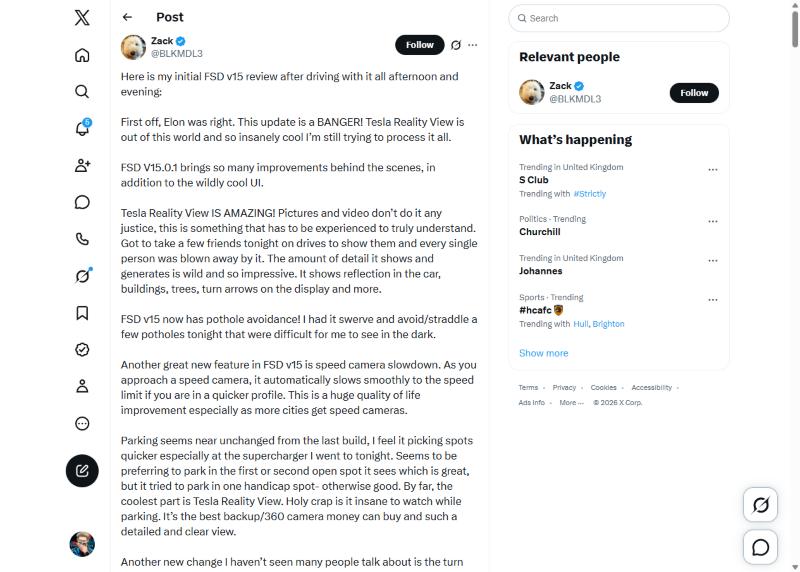 Post
Zack
@BLKMDL3
Follow
Here is my initial FSD v15 review after driving with it all afternoon and
evening:
First off, Elon was right. This update is a BANGER! Tesla Reality View is
out of this world and so insanely cool I'm still trying to process it all.
FSD V15.0.1 brings so many improvements behind the scenes, in
addition to the wildly cool UI.
Tesla Reality View IS AMAZING! Pictures and video don't do it any
justice, this is something that has to be experienced to truly understand.
Got to take a few friends tonight on drives to show them and every single
person was blown away by it. The amount of detail it shows and
generates is wild and so impressive. It shows reflection in the car,
buildings, trees, turn arrows on the display and more.
FSD v15 now has pothole avoidance! I had it swerve and avoid/straddle a
few potholes tonight that were difficult for me to see in the dark.
Another great new feature in FSD v15 is speed camera slowdown. As you
approach a speed camera, it automatically slows smoothly to the speed
limit if you are in a quicker profile. This is a huge quality of life
improvement especially as more cities get speed cameras.
Parking seems near unchanged from the last build, I feel it picking spots
quicker especially at the supercharger I went to tonight. Seems to be
preferring to park in the first or second open spot it sees which is great,
but it tried to park in one handicap spot- otherwise good. By far, the
coolest part is Tesla Reality View. Holy crap is it insane to watch while
parking. It's the best backup/360 camera money can buy and such a
detailed and clear view.
Another new change I haven't seen many people talk about is the turn
5
Search
Relevant people
Zack
@BLKMDL3
Follow
What's happening
Trending in United Kingdom
S Club
Trending with #Strictly
Politics · Trending
Churchill
Trending in United Kingdom
Johannes
Sports · Trending
#hcafc
Trending with Hull, Brighton
Show more
Terms · Privacy · Cookies · Accessibility ·
Ads info · More ··· © 2026 X Corp.